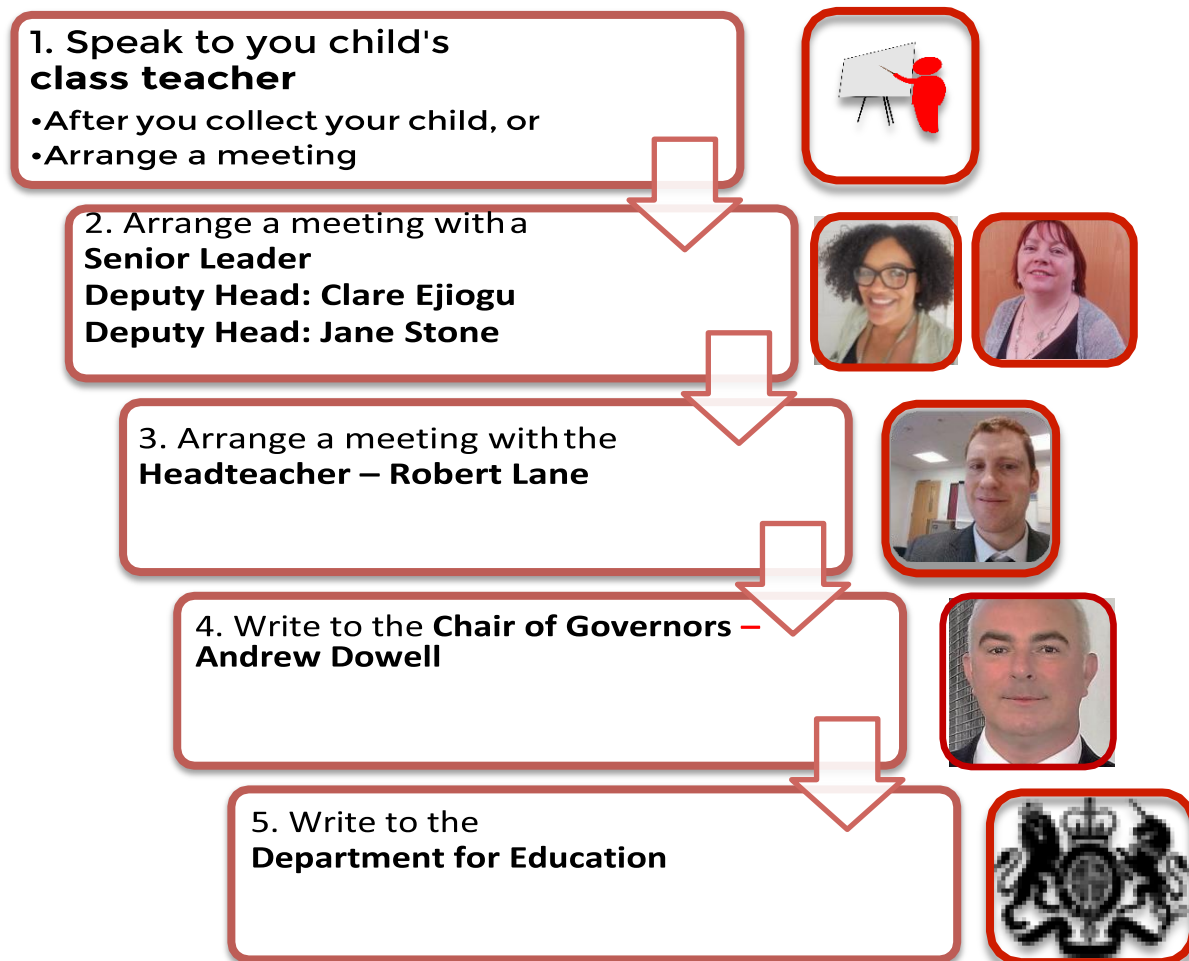 1. Speak to you child's
class teacher
•After you collect your child, or
•Arrange a meeting
2. Arrange a meeting with a
Senior Leader
Deputy Head: Clare Ejiogu
Deputy Head: Jane Stone
3. Arrange a meeting with the
Headteacher – Robert Lane
4. Write to the Chair of Governors –
Andrew Dowell
5. Write to the
Department for Education